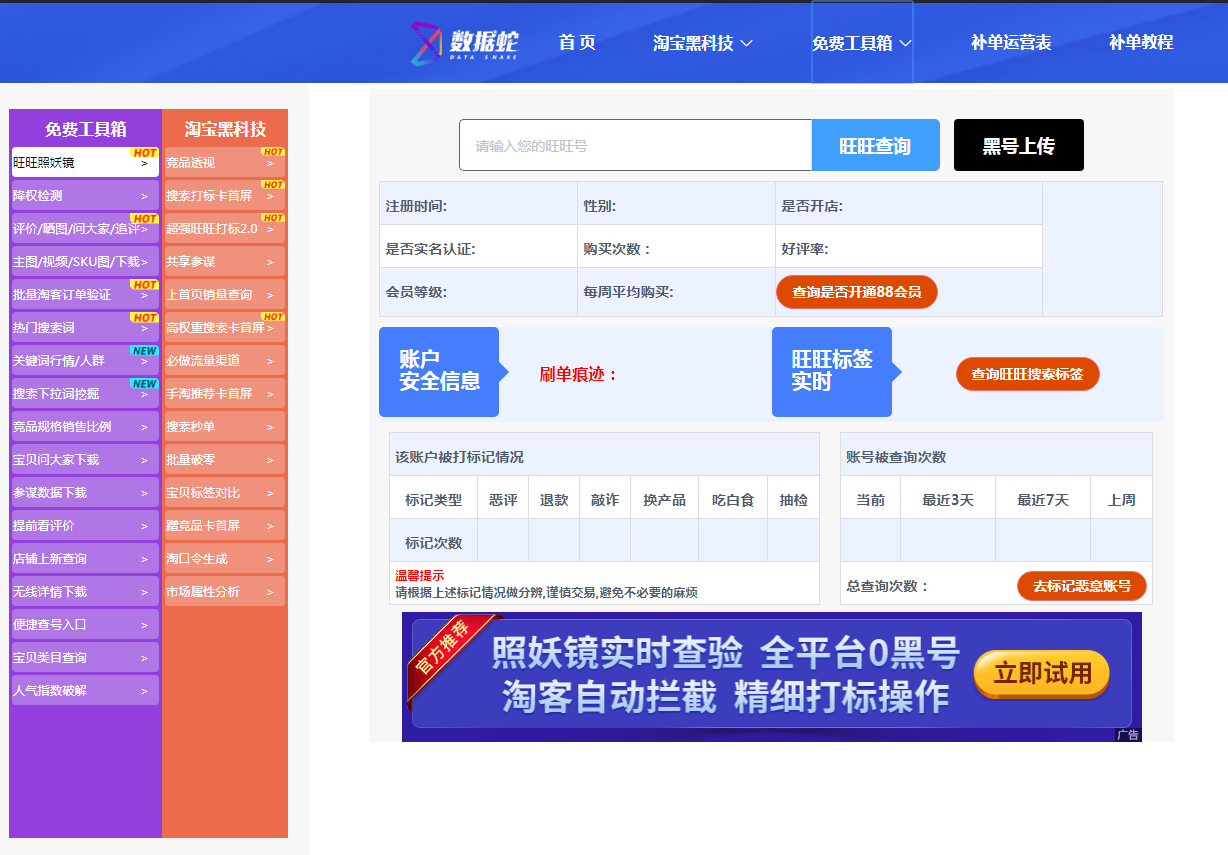 数据蛇
DATA SNAKE
首 页
淘宝黑科技
免费工具箱
补单运营表
补单教程
免费工具箱
旺旺照妖镜
HOT
>
降权检测
>
评价/晒图/问大家/追评>
HOT
主图/视频/SKU图/下载>
批量淘客订单验证
HOT
>
热门搜索词
HOT
>
关键词行情/人群
NEW
>
搜索下拉词挖掘
NEW
>
竞品规格销售比例
>
宝贝问大家下载
>
参谋数据下载
>
提前看评价
>
店铺上新查询
>
无线详情下载
>
便捷查号入口
>
宝贝类目查询
>
人气指数破解
>
淘宝黑科技
竞品透视
HOT
>
搜索打标卡首屏
HOT
>
超强旺旺打标2.0
HOT
>
共享参谋
>
上首页销量查询
>
高权重搜索卡首屏>
HOT
必做流量渠道
>
手淘推荐卡首屏
>
搜索秒单
>
批量破零
>
宝贝标签对比
>
蹭竞品卡首屏
>
淘口令生成
>
市场属性分析
>
请输入您的旺旺号
旺旺查询
黑号上传
注册时间:
性别:
是否开店:
是否实名认证:
购买次数：
好评率:
会员等级:
每周平均购买:
查询是否开通88会员
账户
安全信息
刷单痕迹：
旺旺标签
实时
查询旺旺搜索标签
该账户被打标记情况
标记类型 恶评 退款 敲诈 换产品 吃白食 抽检
标记次数
温馨提示
请根据上述标记情况做分辨,谨慎交易,避免不必要的麻烦
账号被查询次数
当前 最近3天 最近7天 上周
总查询次数：
去标记恶意账号
官方推荐
照妖镜实时查验 全平台0黑号
淘客自动拦截 精细打标操作
立即试用
广告